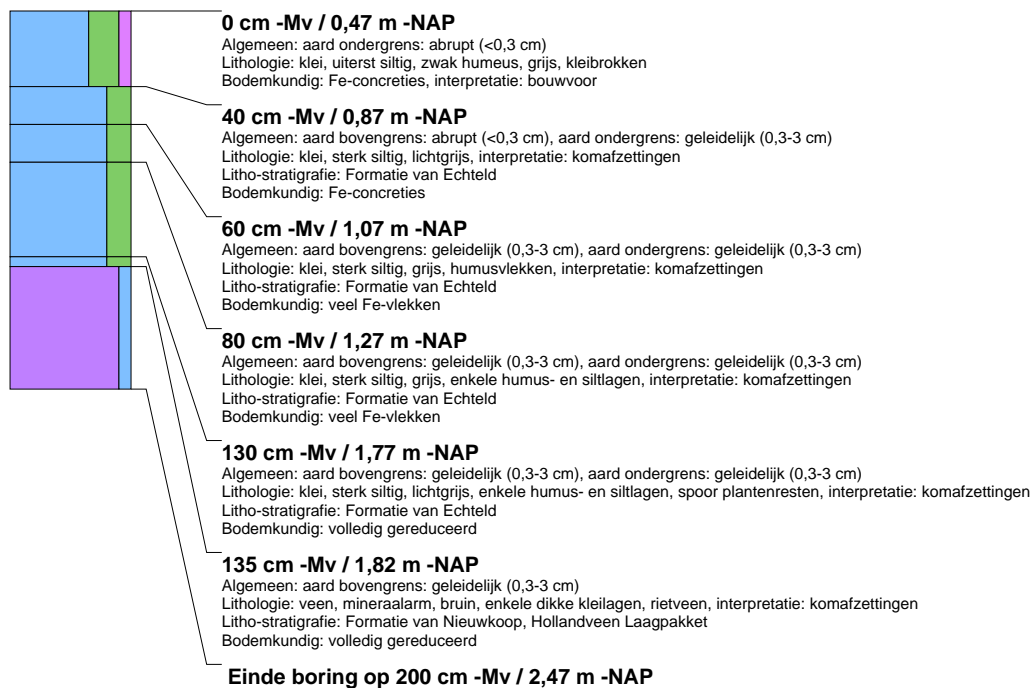 0 cm -Mv / 0,47 m -NAP
Algemeen: aard ondergrens: abrupt (<0,3 cm)
Lithologie: klei, uiterst siltig, zwak humeus, grijs, kleibrokken
Bodemkundig: Fe-concreties, interpretatie: bouwvoor
40 cm -Mv / 0,87 m -NAP
Algemeen: aard bovengrens: abrupt (<0,3 cm), aard ondergrens: geleidelijk (0,3-3 cm)
Lithologie: klei, sterk siltig, lichtgrijs, interpretatie: komafzettingen
Litho-stratigrafie: Formatie van Echteld
Bodemkundig: Fe-concreties
60 cm -Mv / 1,07 m -NAP
Algemeen: aard bovengrens: geleidelijk (0,3-3 cm), aard ondergrens: geleidelijk (0,3-3 cm)
Lithologie: klei, sterk siltig, grijs, humusvlekken, interpretatie: komafzettingen
Litho-stratigrafie: Formatie van Echteld
Bodemkundig: veel Fe-vlekken
80 cm -Mv / 1,27 m -NAP
Algemeen: aard bovengrens: geleidelijk (0,3-3 cm), aard ondergrens: geleidelijk (0,3-3 cm)
Lithologie: klei, sterk siltig, grijs, enkele humus- en siltlagen, interpretatie: komafzettingen
Litho-stratigrafie: Formatie van Echteld
Bodemkundig: veel Fe-vlekken
130 cm -Mv / 1,77 m -NAP
Algemeen: aard bovengrens: geleidelijk (0,3-3 cm), aard ondergrens: geleidelijk (0,3-3 cm)
Lithologie: klei, sterk siltig, lichtgrijs, enkele humus- en siltlagen, spoor plantenresten, interpretatie: komafzettingen
Litho-stratigrafie: Formatie van Echteld
Bodemkundig: volledig gereduceerd
135 cm -Mv / 1,82 m -NAP
Algemeen: aard bovengrens: geleidelijk (0,3-3 cm)
Lithologie: veen, mineraalarm, bruin, enkele dikke kleilagen, rietveen, interpretatie: komafzettingen
Litho-stratigrafie: Formatie van Nieuwkoop, Hollandveen Laagpakket
Bodemkundig: volledig gereduceerd
Einde boring op 200 cm -Mv / 2,47 m -NAP